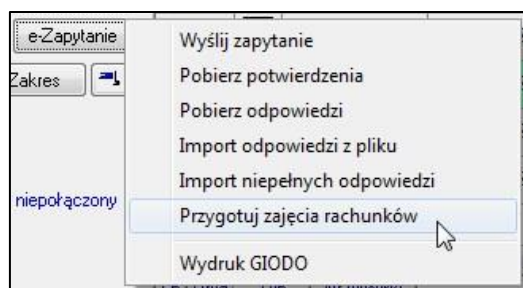 e-Zapytanie
Wyślij zapytanie
Pobierz potwierdzenia
Zakres
Pobierz odpowiedzi
Import odpowiedzi z pliku
Import niepełnych odpowiedzi
niepołączony
Przygotuj zajęcia rachunków
Wydruk GIODO